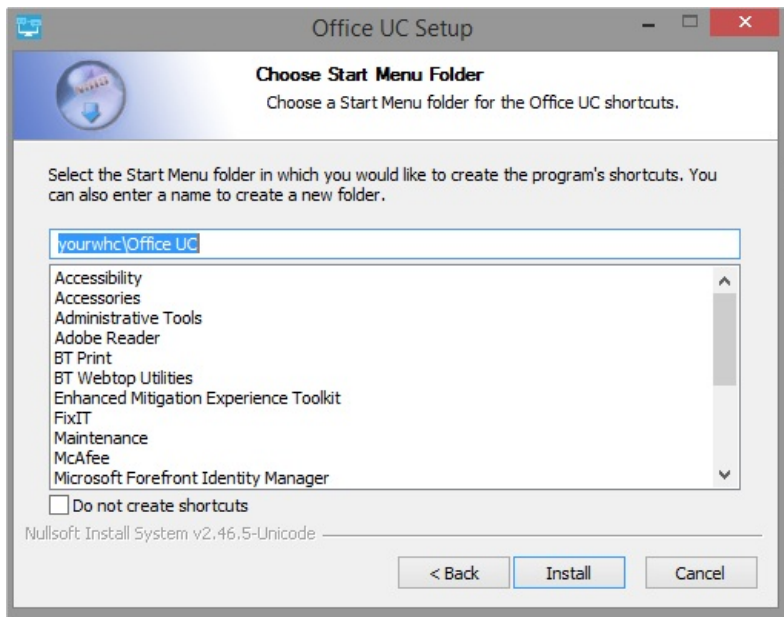 Office UC Setup
Choose Start Menu Folder
Choose a Start Menu folder for the Office UC shortcuts.
Select the Start Menu folder in which you would like to create the program's shortcuts. You
can also enter a name to create a new folder.
yourwhc\Office UC
Accessibility
Accessories
Administrative Tools
Adobe Reader
BT Print
BT Webtop Utilities
Enhanced Mitigation Experience Toolkit
FixIT
Maintenance
McAfee
Microsoft Forefront Identity Manager
Do not create shortcuts
Nullsoft Install System v2.46.5-Unicode
< Back Install Cancel